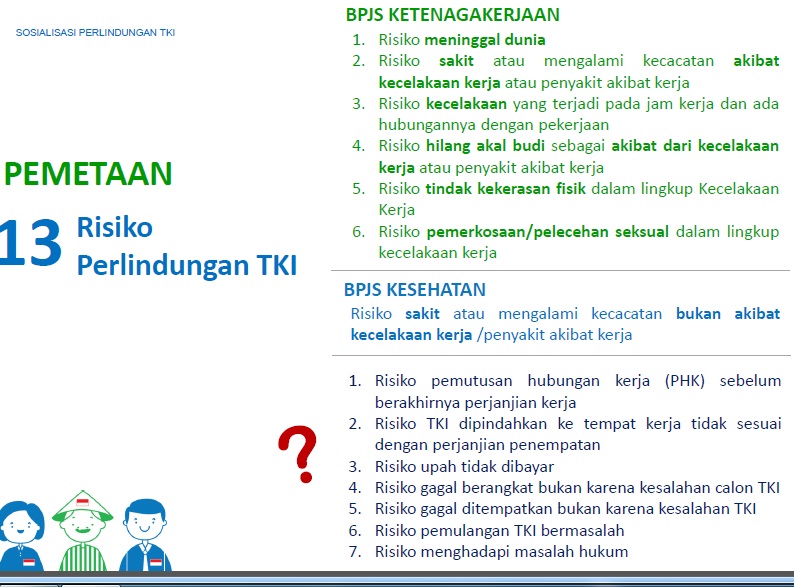 SOSIALISASI PERLINDUNGAN TKI
PEMETAAN
13 Risiko
Perlindungan TKI
BPJS KETENAGAKERJAAN
1. Risiko meninggal dunia
2. Risiko sakit atau mengalami kecacatan akibat
kecelakaan kerja atau penyakit akibat kerja
3. Risiko kecelakaan yang terjadi pada jam kerja dan ada
hubungannya dengan pekerjaan
4. Risiko hilang akal budi sebagai akibat dari kecelakaan
kerja atau penyakit akibat kerja
5. Risiko tindak kekerasan fisik dalam lingkup Kecelakaan
Kerja
6. Risiko pemerkosaan/pelecehan seksual dalam lingkup
kecelakaan kerja
BPJS KESEHATAN
Risiko sakit atau mengalami kecacatan bukan akibat
kecelakaan kerja /penyakit akibat kerja
?
1. Risiko pemutusan hubungan kerja (PHK) sebelum
berakhirnya perjanjian kerja
2. Risiko TKI dipindahkan ke tempat kerja tidak sesuai
dengan perjanjian penempatan
3. Risiko upah tidak dibayar
4. Risiko gagal berangkat bukan karena kesalahan calon TKI
5. Risiko gagal ditempatkan bukan karena kesalahan TKI
6. Risiko pemulangan TKI bermasalah
7. Risiko menghadapi masalah hukum